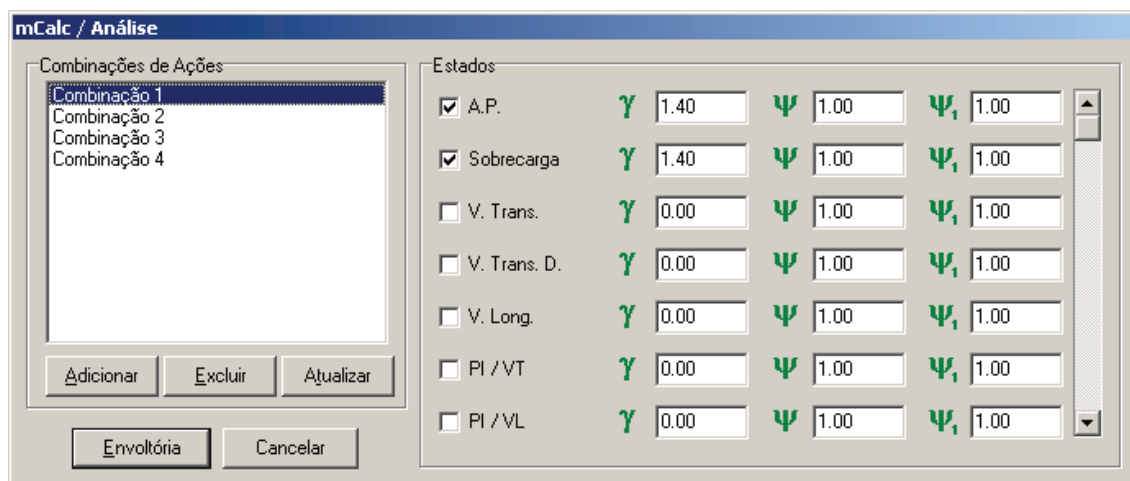 mCalc / Análise
Combinações de Ações
Combinação 1
Combinação 2
Combinação 3
Combinação 4
Adicionar Excluir Atualizar
Envoltória Cancelar
Estados
A.P. γ 1.40 Ψ 1.00 Ψ₁ 1.00
Sobrecarga γ 1.40 Ψ 1.00 Ψ₁ 1.00
V. Trans. γ 0.00 Ψ 1.00 Ψ₁ 1.00
V. Trans. D. γ 0.00 Ψ 1.00 Ψ₁ 1.00
V. Long. γ 0.00 Ψ 1.00 Ψ₁ 1.00
PI / VT γ 0.00 Ψ 1.00 Ψ₁ 1.00
PI / VL γ 0.00 Ψ 1.00 Ψ₁ 1.00